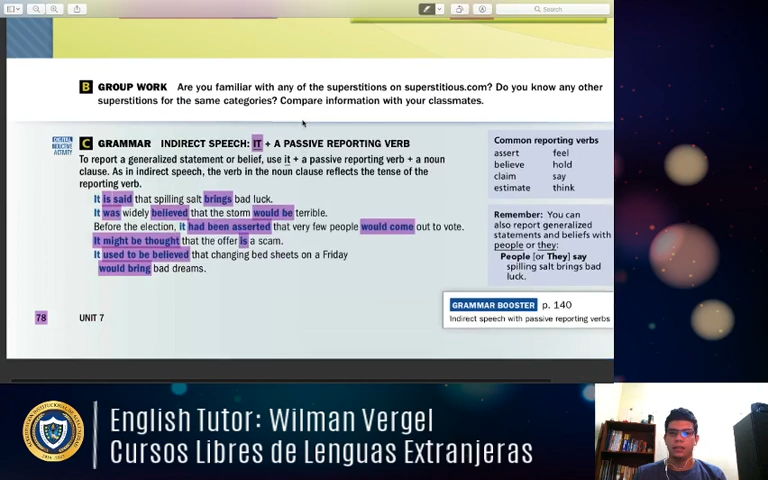 Search
B GROUP WORK Are you familiar with any of the superstitions on superstitious.com? Do you know any other
superstitions for the same categories? Compare information with your classmates.
C GRAMMAR INDIRECT SPEECH: IT + A PASSIVE REPORTING VERB
To report a generalized statement or belief, use it + a passive reporting verb + a noun
clause. As in indirect speech, the verb in the noun clause reflects the tense of the
reporting verb.
It is said that spilling salt brings bad luck.
It was widely believed that the storm would be terrible.
Before the election, it had been asserted that very few people would come out to vote.
It might be thought that the offer is a scam.
It used to be believed that changing bed sheets on a Friday
would bring bad dreams.
Common reporting verbs
assert feel
believe hold
claim say
estimate think
Remember: You can
also report generalized
statements and beliefs with
people or they:
People [or They] say
spilling salt brings bad
luck.
GRAMMAR BOOSTER p. 140
Indirect speech with passive reporting verbs
78 UNIT 7
English Tutor: Wilman Vergel
Cursos Libres de Lenguas Extranjeras